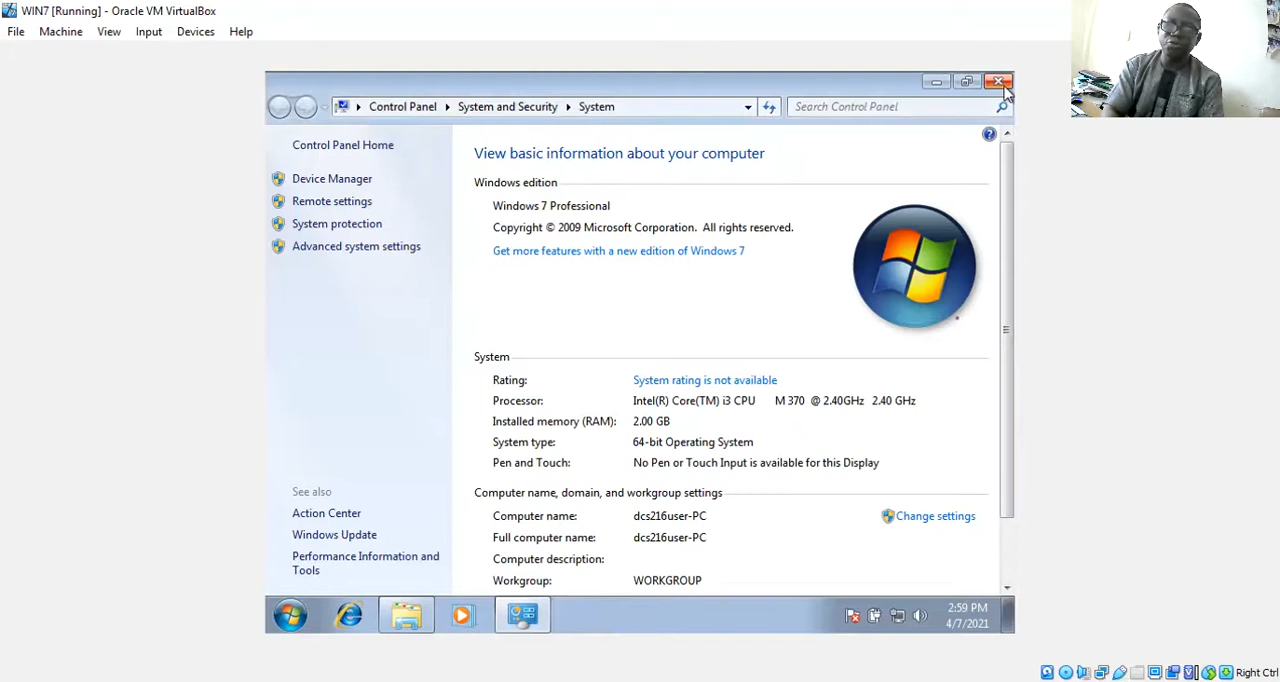 WIN7 [Running] - Oracle VM VirtualBox
File Machine View Input Devices Help
Control Panel System and Security System
Search Control Panel
Control Panel Home
Device Manager
Remote settings
System protection
Advanced system settings
See also
Action Center
Windows Update
Performance Information and
Tools
View basic information about your computer
Windows edition
Windows 7 Professional
Copyright © 2009 Microsoft Corporation. All rights reserved.
Get more features with a new edition of Windows 7
System
Rating: System rating is not available
Processor: Intel(R) Core(TM) i3 CPU M 370 @ 2.40GHz 2.40 GHz
Installed memory (RAM): 2.00 GB
System type: 64-bit Operating System
Pen and Touch: No Pen or Touch Input is available for this Display
Computer name, domain, and workgroup settings
Computer name: dcs216user-PC Change settings
Full computer name: dcs216user-PC
Computer description:
Workgroup: WORKGROUP
2:59 PM
4/7/2021
Right Ctrl